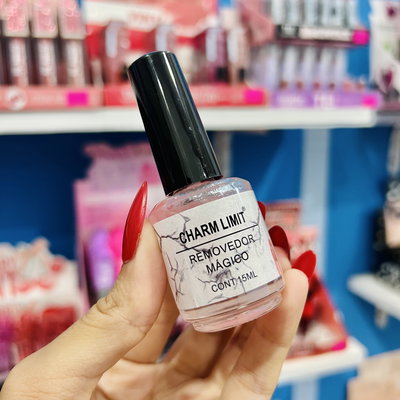 CHARM LIMIT®
REMOVEDOR
MÁGICO
CONT 15ML